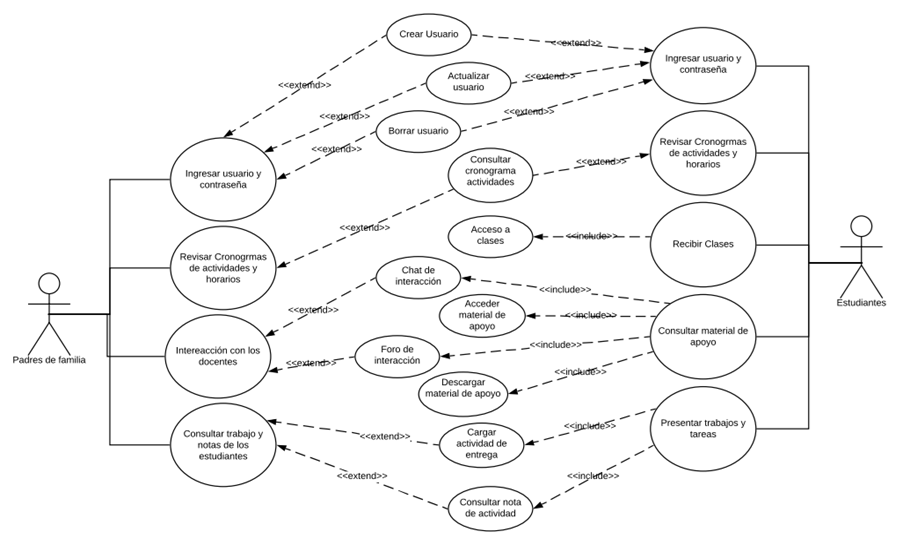 Crear Usuario
<<extend>>
Ingresar usuario y
contraseña
Actualizar
usuario
<<extend>>
<<extend>>
<<extend>>
Borrar usuario
<<extend>>
<<extend>>
Ingresar usuario y
contraseña
Consultar
cronograma
actividades
<<extend>>
Revisar Cronogrmas
de actividades y
horarios
<<extend>>
Acceso a
clases
<<include>>
Recibir Clases
Revisar Cronogrmas
de actividades y
horarios
Chat de
interacción
<<include>>
Estudiantes
<<extend>>
Acceder
material de
apoyo
<<include>>
Consultar material de
apoyo
Padres de familia
Intereacción con los
docentes
<<extend>>
Foro de
interacción
<<include>>
Descargar
material de apoyo
<<include>>
Consultar trabajo y
notas de los
estudiantes
<<extend>>
Cargar
actividad de
entrega
<<include>>
Presentar trabajos y
tareas
<<extend>>
Consultar nota
de actividad
<<include>>